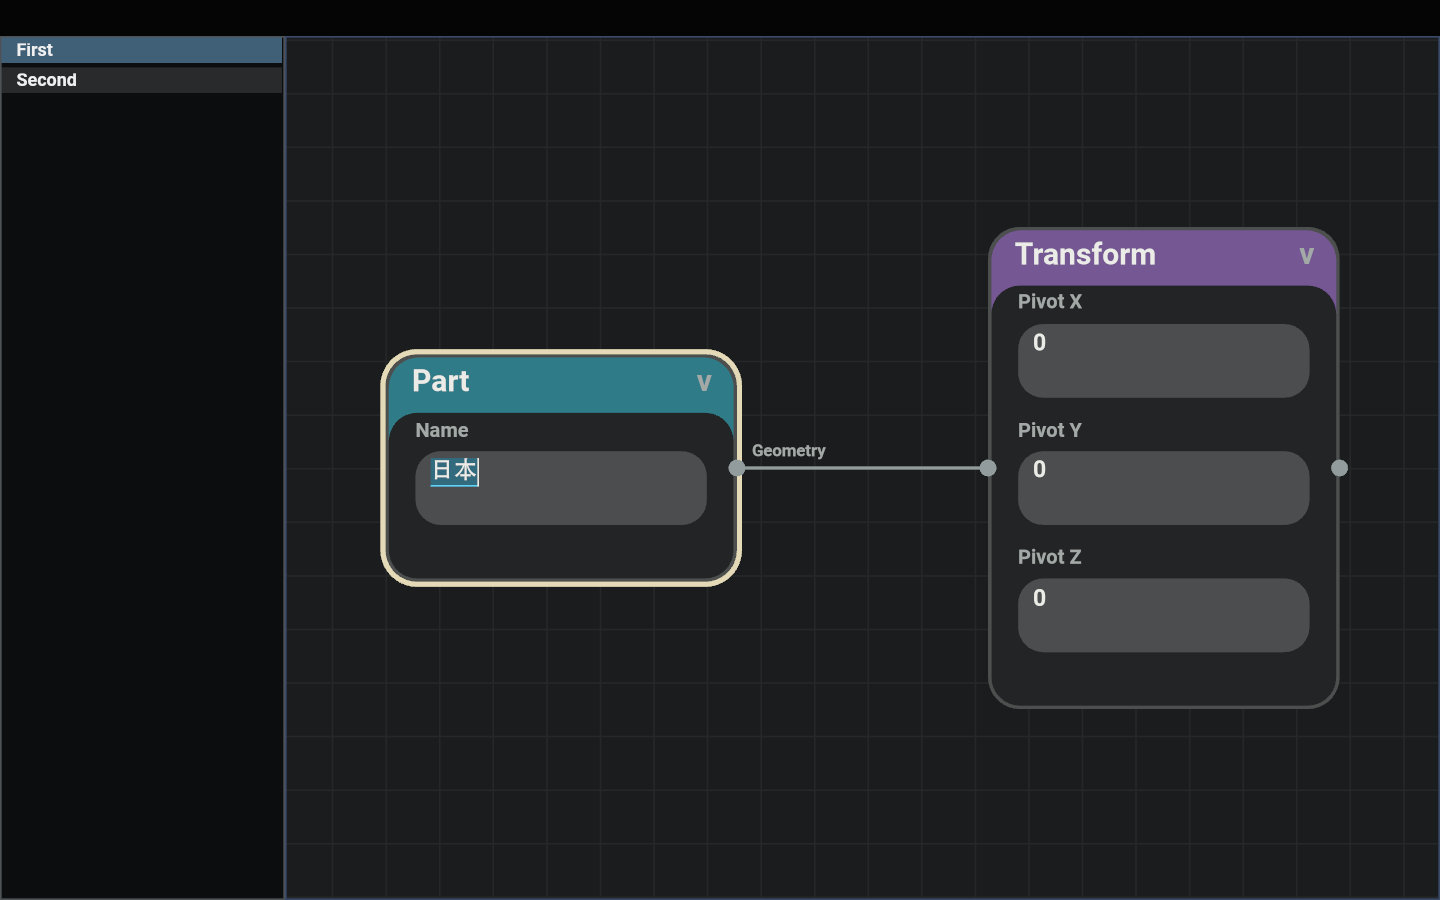 First
Second
Part
v
Name
日本
Geometry
Transform
v
Pivot X
0
Pivot Y
0
Pivot Z
0